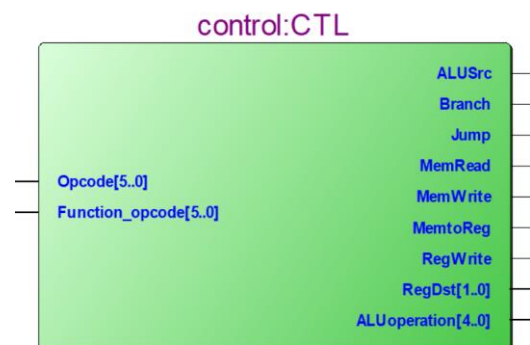 control:CTL
ALUSrc
Branch
Jump
MemRead
Opcode[5..0]
MemWrite
Function_opcode[5..0]
MemtoReg
RegWrite
RegDst[1..0]
ALUoperation[4..0]